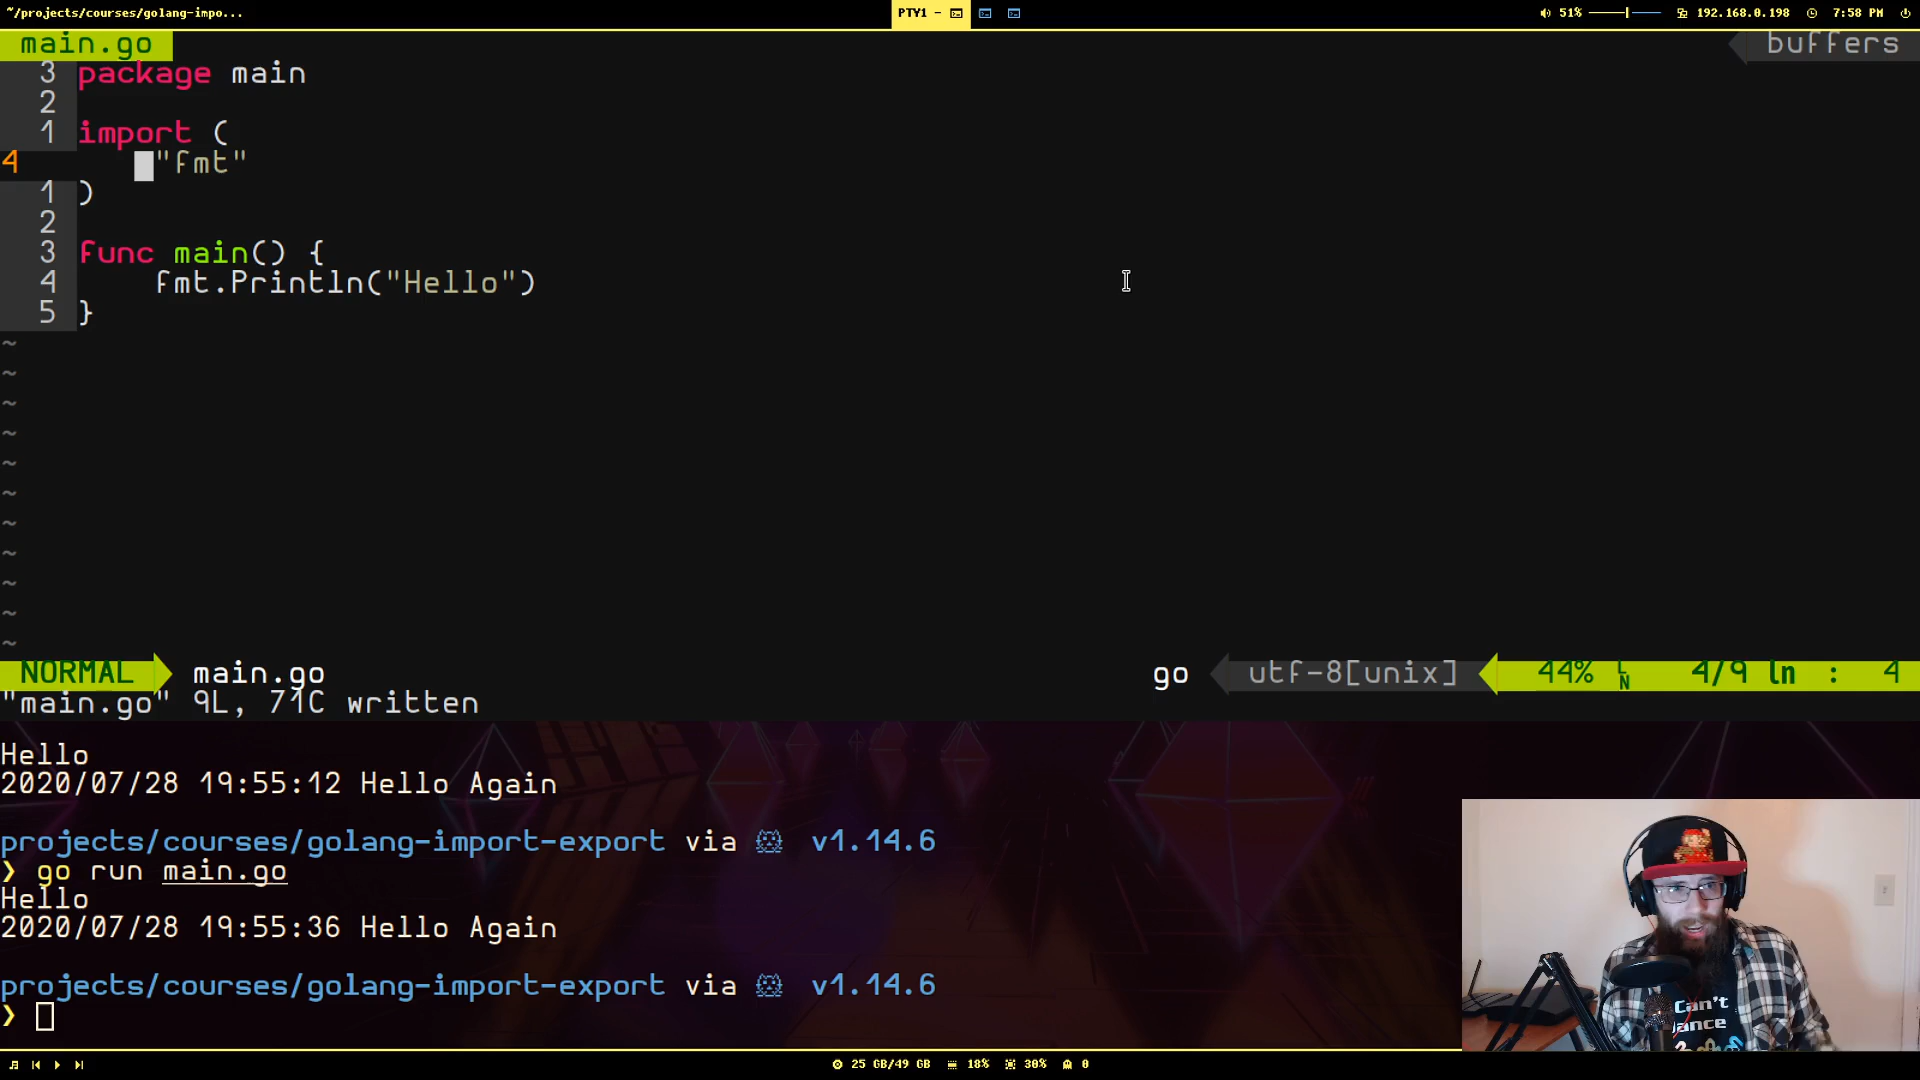 ~/projects/courses/golang-impo... PTY1 - 51% 192.168.0.198 7:58 PM
main.go buffers
3 package main
2
1 import (
4 "fmt"
1 )
2
3 func main() {
4 fmt.Println("Hello")
5 }
~
~
~
~
~
~
~
~
~
~
~
NORMAL main.go go utf-8[unix] 44% LN 4/9 ln : 4
"main.go" 9L, 71C written
Hello
2020/07/28 19:55:12 Hello Again
projects/courses/golang-import-export via v1.14.6
❯ go run main.go
Hello
2020/07/28 19:55:36 Hello Again
projects/courses/golang-import-export via v1.14.6
❯
Can't
ance
25 GB/49 GB 18% 30% 0